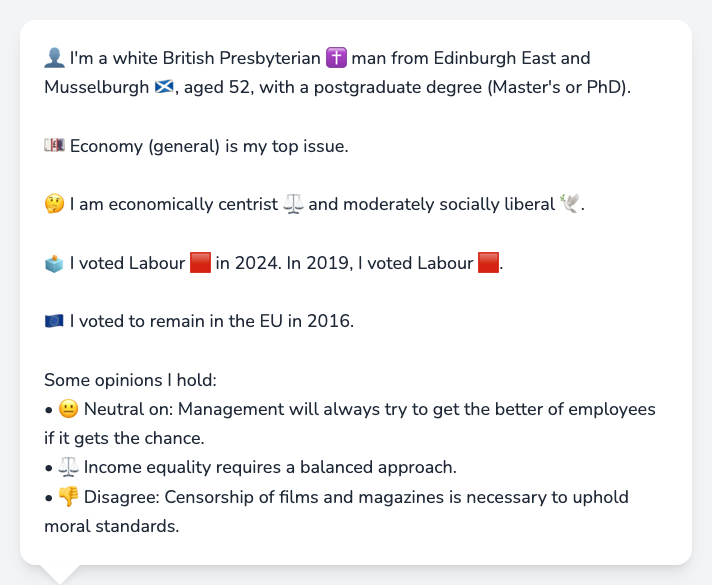 👤 I'm a white British Presbyterian ✝️ man from Edinburgh East and
Musselburgh 🏴󠁧󠁢󠁳󠁣󠁴󠁿, aged 52, with a postgraduate degree (Master's or PhD).
💷 Economy (general) is my top issue.
🤔 I am economically centrist ⚖️ and moderately socially liberal 🕊️.
🗳️ I voted Labour 🟥 in 2024. In 2019, I voted Labour 🟥.
🇪🇺 I voted to remain in the EU in 2016.
Some opinions I hold:
• 😐 Neutral on: Management will always try to get the better of employees
if it gets the chance.
• ⚖️ Income equality requires a balanced approach.
• 👎 Disagree: Censorship of films and magazines is necessary to uphold
moral standards.